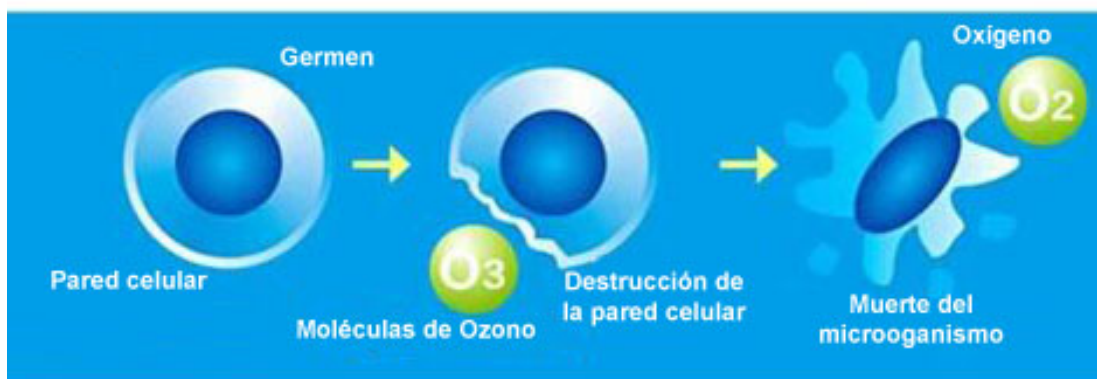 Germen
Pared celular
O3
Moléculas de Ozono
Destrucción de
la pared celular
Oxígeno
O2
Muerte del
microoganismo